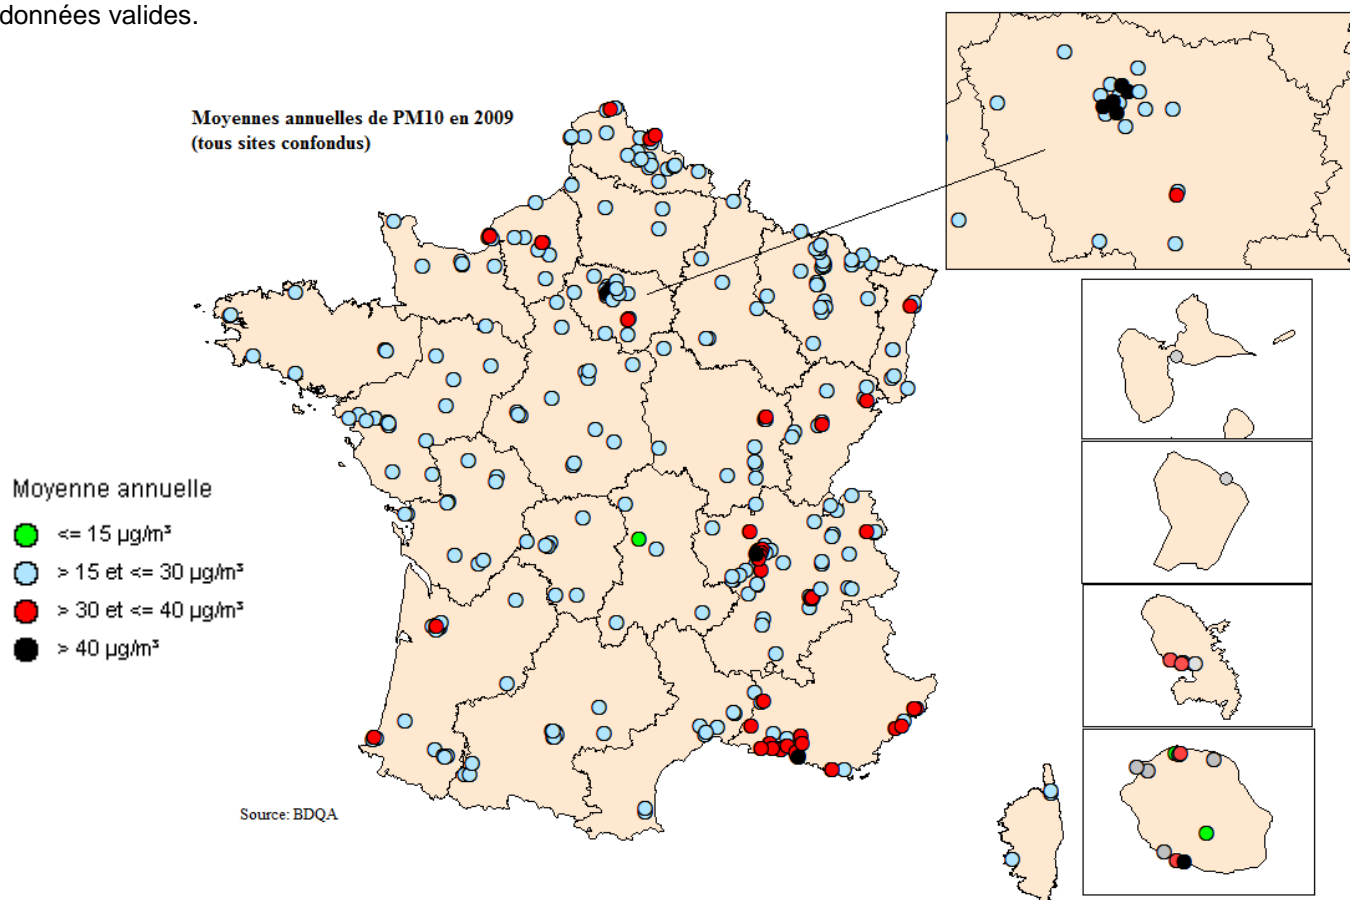 données valides.
Moyennes annuelles de PM10 en 2009
(tous sites confondus)
Moyenne annuelle
<= 15 µg/m³
> 15 et <= 30 µg/m³
> 30 et <= 40 µg/m³
> 40 µg/m³
Source: BDQA